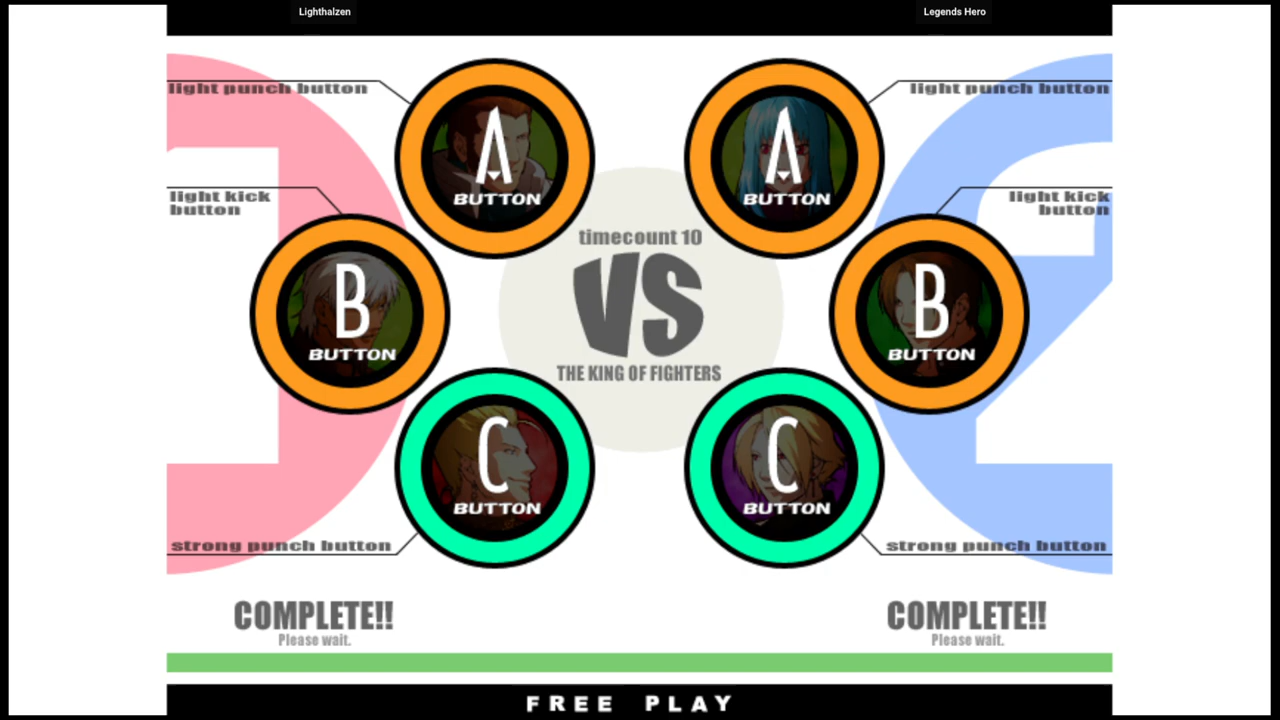 Lighthalzen
Legends Hero
light punch button
A
BUTTON
A
BUTTON
light punch button
light kick
button
B
BUTTON
timecount 10
VS
THE KING OF FIGHTERS
light kick
button
B
BUTTON
C
BUTTON
C
BUTTON
strong punch button
strong punch button
COMPLETE!!
Please wait.
COMPLETE!!
Please wait.
FREE PLAY